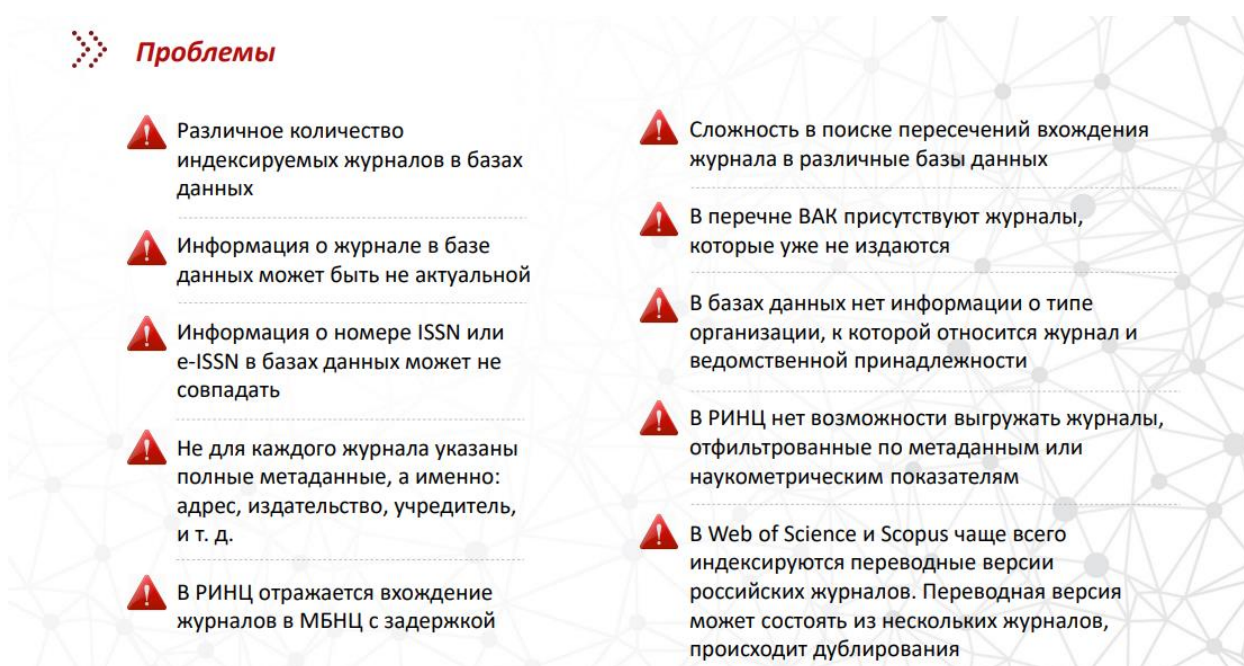 Проблемы
Различное количество
индексируемых журналов в базах
данных
Информация о журнале в базе
данных может быть не актуальной
Информация о номере ISSN или
e-ISSN в базах данных может не
совпадать
Не для каждого журнала указаны
полные метаданные, а именно:
адрес, издательство, учредитель,
и т. д.
В РИНЦ отражается вхождение
журналов в МБНЦ с задержкой
Сложность в поиске пересечений вхождения
журнала в различные базы данных
В перечне ВАК присутствуют журналы,
которые уже не издаются
В базах данных нет информации о типе
организации, к которой относится журнал и
ведомственной принадлежности
В РИНЦ нет возможности выгружать журналы,
отфильтрованные по метаданным или
наукометрическим показателям
В Web of Science и Scopus чаще всего
индексируются переводные версии
российских журналов. Переводная версия
может состоять из нескольких журналов,
происходит дублирования